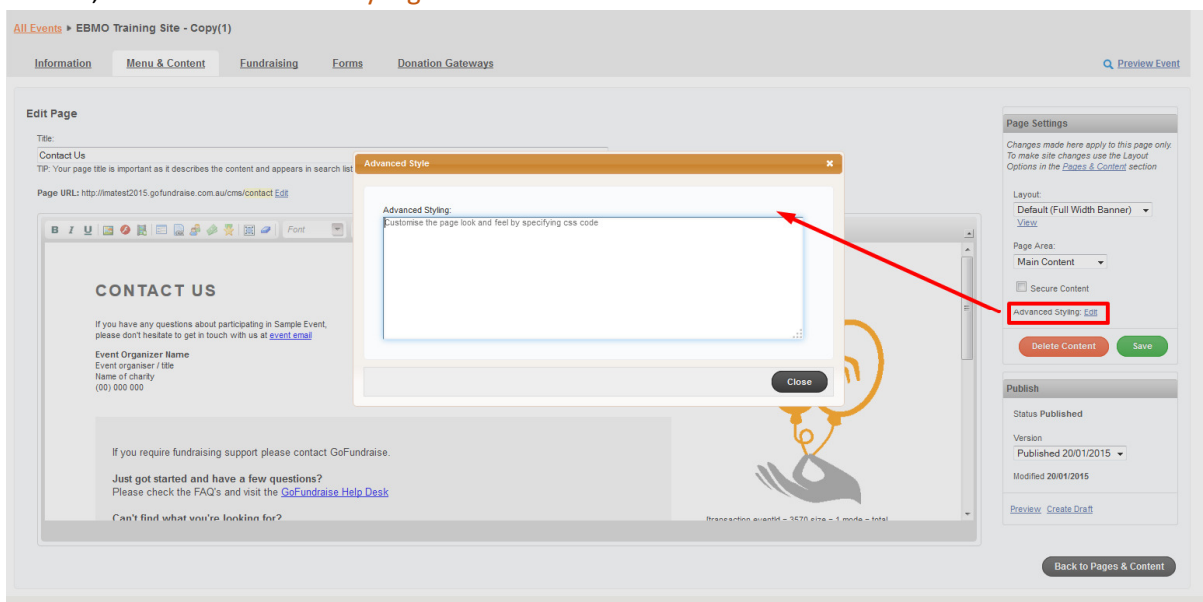 All Events ▸ EBMO Training Site - Copy(1)
Information Menu & Content Fundraising Forms Donation Gateways
Preview Event
Edit Page
Title:
Contact Us
TIP: Your page title is important as it describes the content and appears in search list
Page URL: http://imatest2015.gofundraise.com.au/cms/contact Edit
B I U Font
CONTACT US
If you have any questions about participating in Sample Event,
please don't hesitate to get in touch with us at event email
Event Organizer Name
Event organiser / title
Name of charity
(00) 000 000
If you require fundraising support please contact GoFundraise.
Just got started and have a few questions?
Please check the FAQ's and visit the GoFundraise Help Desk
Can't find what you're looking for?
Advanced Style
Advanced Styling:
Customise the page look and feel by specifying css code
Close
Page Settings
Changes made here apply to this page only.
To make site changes use the Layout
Options in the Pages & Content section
Layout:
Default (Full Width Banner)
View
Page Area:
Main Content
Secure Content
Advanced Styling: Edit
Delete Content Save
Publish
Status Published
Version
Published 20/01/2015
Modified 20/01/2015
Preview Create Draft
Back to Pages & Content